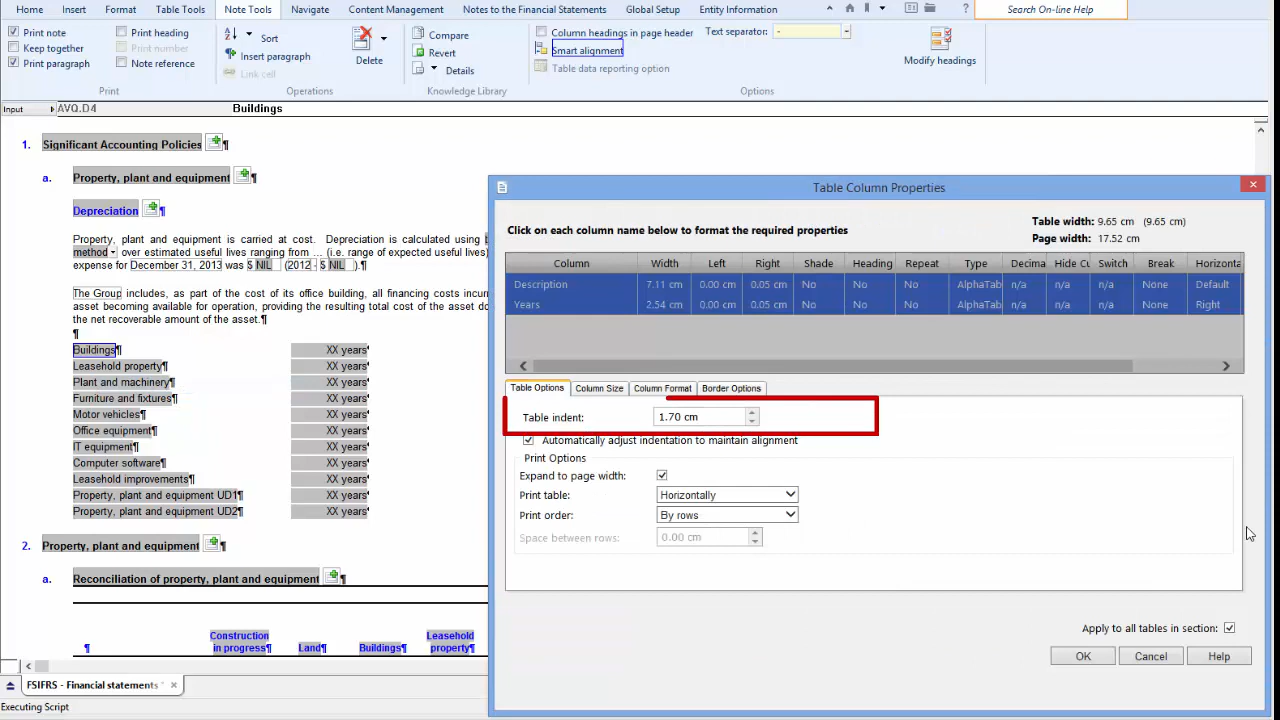 Home Insert Format Table Tools Note Tools Navigate Content Management Notes to the Financial Statements Global Setup Entity Information ? Search On-line Help
Print note Print heading Sort Compare Column headings in page header Text separator: -
Keep together Print number Insert paragraph Delete Revert Smart alignment Modify headings
Print paragraph Note reference Link cell Details Table data reporting option
Print Operations Knowledge Library Options
Input AVQ.D4 Buildings
1. Significant Accounting Policies¶
a. Property, plant and equipment¶
Depreciation¶
Property, plant and equipment is carried at cost. Depreciation is calculated using
method over estimated useful lives ranging from ... (i.e. range of expected useful lives)
expense for December 31, 2013 was $ NIL (2012 - $ NIL ).¶
The Group includes, as part of the cost of its office building, all financing costs incur
asset becoming available for operation, providing the resulting total cost of the asset do
the net recoverable amount of the asset.¶
¶
Buildings¶ XX years
Leasehold property¶ XX years
Plant and machinery¶ XX years
Furniture and fixtures¶ XX years
Motor vehicles¶ XX years
Office equipment¶ XX years
IT equipment¶ XX years
Computer software¶ XX years
Leasehold improvements¶ XX years
Property, plant and equipment UD1¶ XX years
Property, plant and equipment UD2¶ XX years
2. Property, plant and equipment¶
a. Reconciliation of property, plant and equipment¶
Construction Leasehold
¶ in progress¶ Land¶ Buildings¶ property¶
FSIFRS - Financial statements
Executing Script
Table Column Properties
Table width: 9.65 cm (9.65 cm)
Click on each column name below to format the required properties
Page width: 17.52 cm
Column Width Left Right Shade Heading Repeat Type Decima Hide Cu Switch Break Horizonta
Description 7.11 cm 0.00 cm 0.05 cm No No No AlphaTab n/a n/a n/a None Default
Years 2.54 cm 0.00 cm 0.05 cm No No No AlphaTab n/a n/a n/a None Right
Table Options Column Size Column Format Border Options
Table indent: 1.70 cm
Automatically adjust indentation to maintain alignment
Print Options
Expand to page width:
Print table: Horizontally
Print order: By rows
Space between rows: 0.00 cm
Apply to all tables in section:
OK Cancel Help